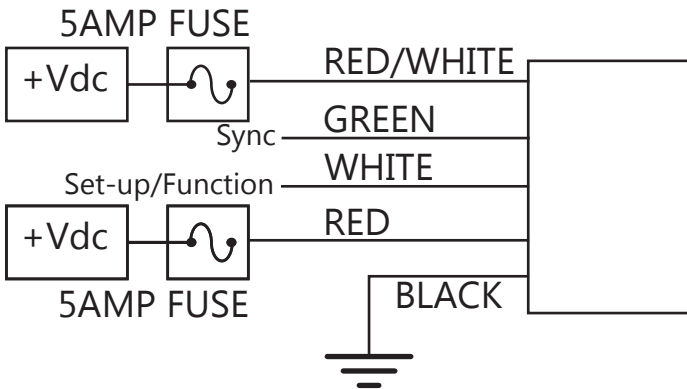 5AMP FUSE
+Vdc
RED/WHITE
Sync
GREEN
Set-up/Function
WHITE
+Vdc
RED
5AMP FUSE
BLACK